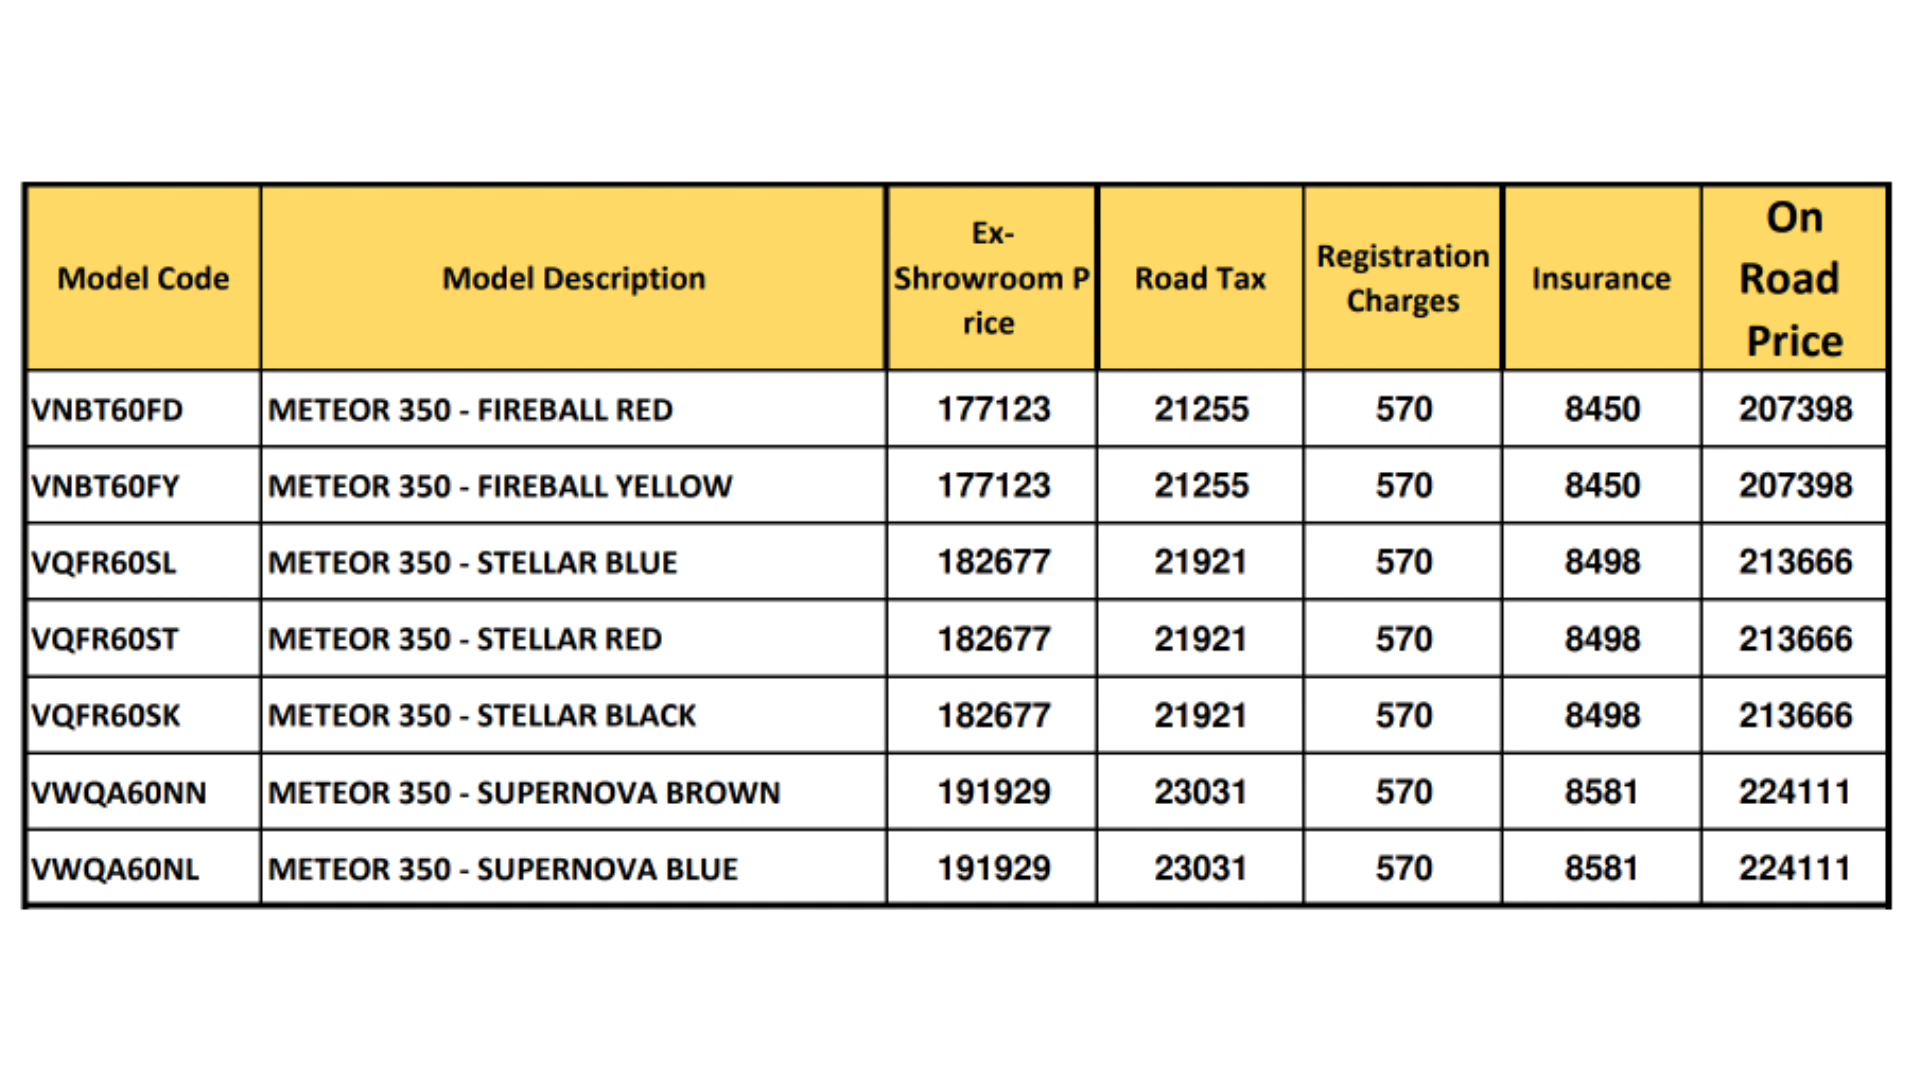 Model Code Model Description Ex-Shrowroom P rice Road Tax Registration Charges Insurance On Road Price
VNBT60FD METEOR 350 - FIREBALL RED 177123 21255 570 8450 207398
VNBT60FY METEOR 350 - FIREBALL YELLOW 177123 21255 570 8450 207398
VQFR60SL METEOR 350 - STELLAR BLUE 182677 21921 570 8498 213666
VQFR60ST METEOR 350 - STELLAR RED 182677 21921 570 8498 213666
VQFR60SK METEOR 350 - STELLAR BLACK 182677 21921 570 8498 213666
VWQA60NN METEOR 350 - SUPERNOVA BROWN 191929 23031 570 8581 224111
VWQA60NL METEOR 350 - SUPERNOVA BLUE 191929 23031 570 8581 224111